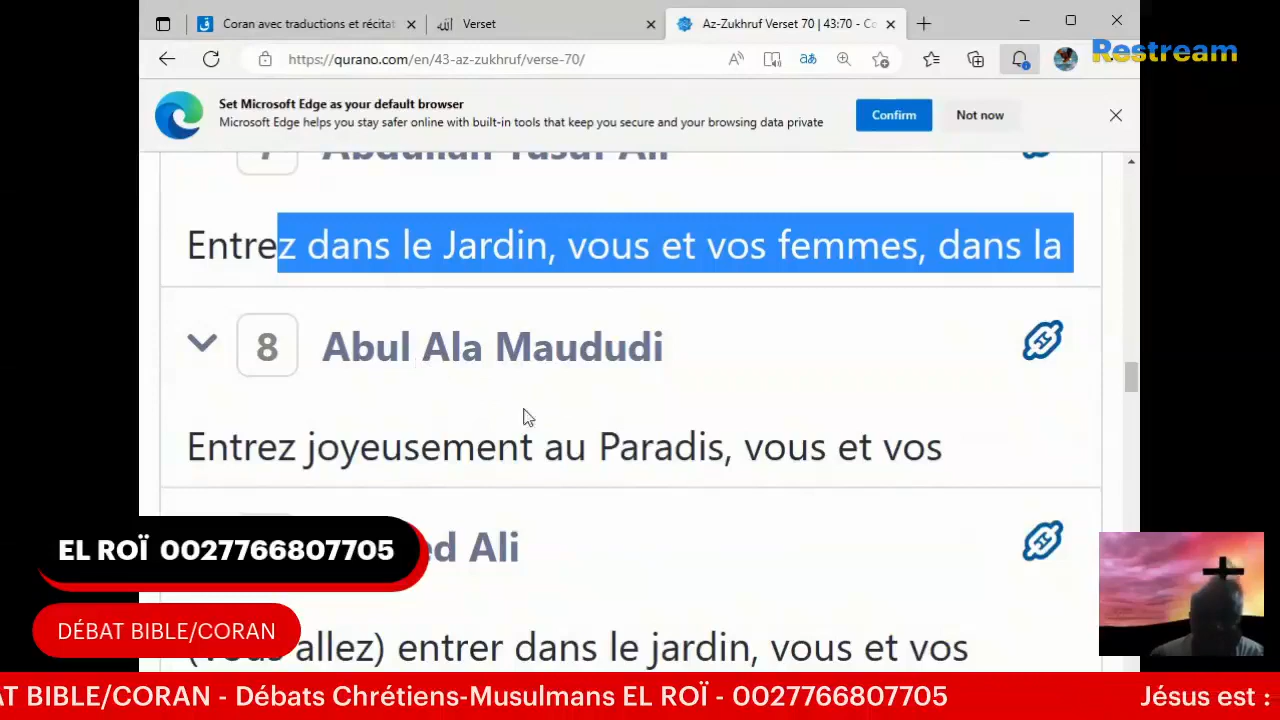 Coran avec traductions et récitat
الله Verset
Az-Zukhruf Verset 70 | 43:70 - Co
https://qurano.com/en/43-az-zukhruf/verse-70/
Restream
Set Microsoft Edge as your default browser
Microsoft Edge helps you stay safer online with built-in tools that keep you secure and your browsing data private
Confirm
Not now
7 Abdullah Yusuf Ali
Entrez dans le Jardin, vous et vos femmes, dans la
8 Abul Ala Maududi
Entrez joyeusement au Paradis, vous et vos
ed Ali
EL ROÏ 0027766807705
DÉBAT BIBLE/CORAN
allez) entrer dans le jardin, vous et vos
AT BIBLE/CORAN - Débats Chrétiens-Musulmans EL ROÏ - 0027766807705
Jésus est :